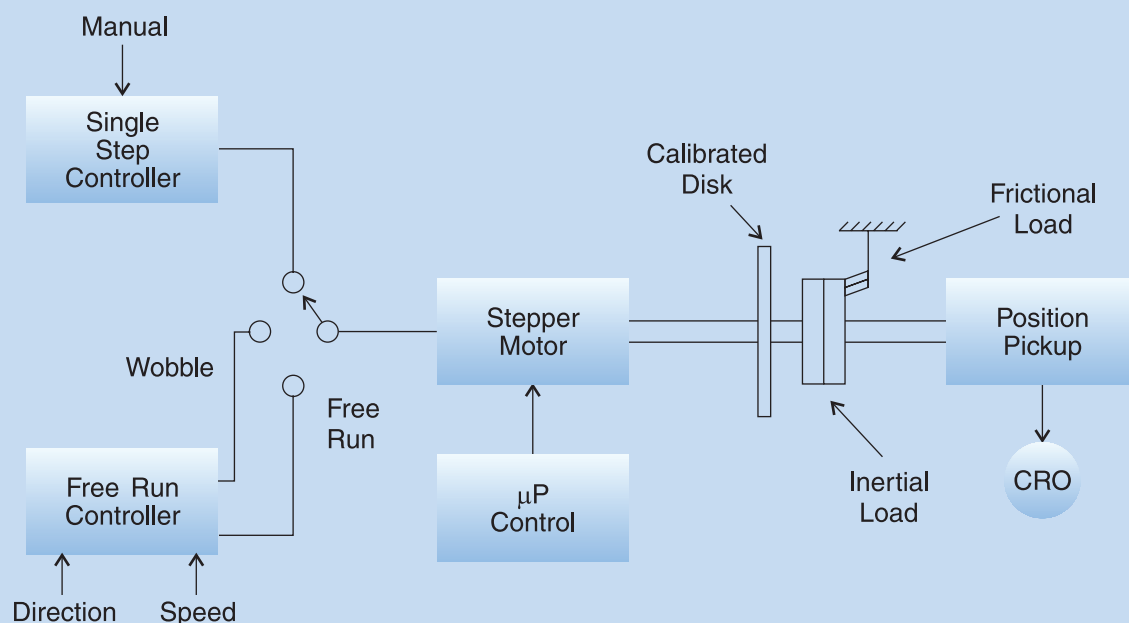 Manual
Single
Step
Controller
Calibrated
Disk
Frictional
Load
Stepper
Motor
Position
Pickup
Wobble
Free
Run
Free Run
Controller
μP
Control
Inertial
Load
CRO
Direction
Speed